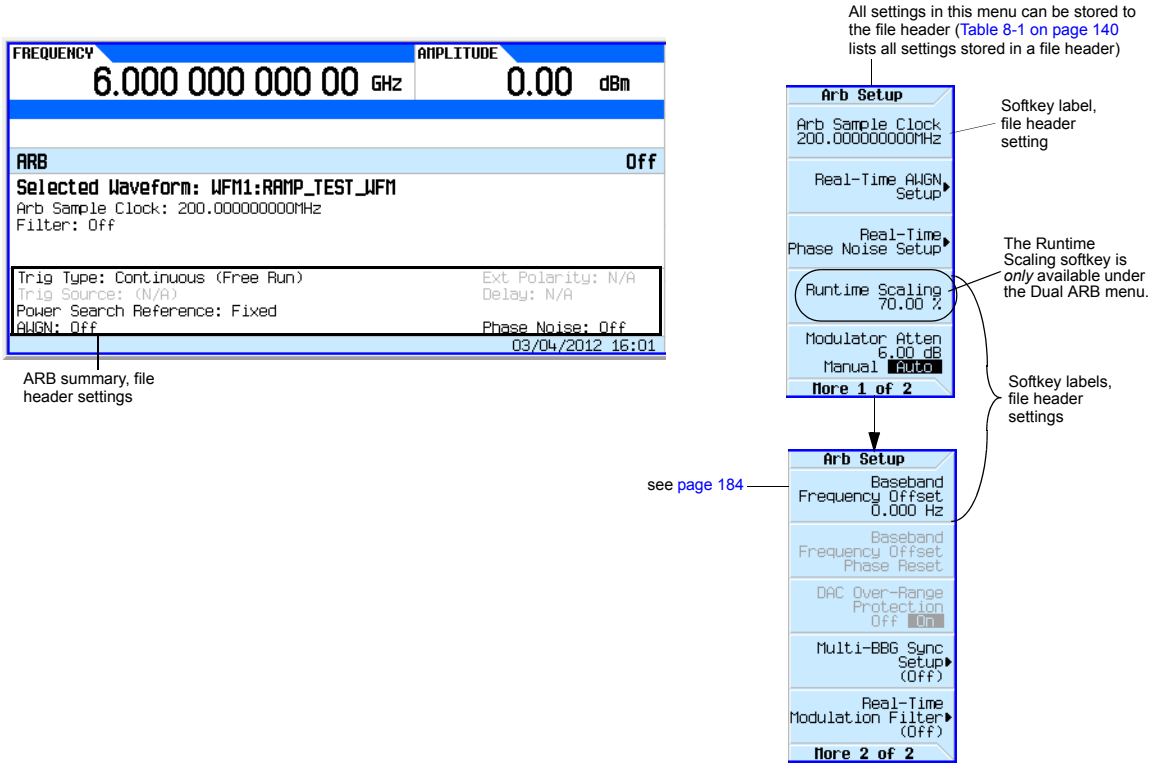 All settings in this menu can be stored to
the file header (Table 8-1 on page 140
lists all settings stored in a file header)
FREQUENCY
AMPLITUDE
6.000 000 000 00 GHz
0.00 dBm
ARB
Off
Selected Waveform: WFM1:RAMP_TEST_WFM
Arb Sample Clock: 200.000000000MHz
Filter: Off
Trig Type: Continuous (Free Run)
Ext Polarity: N/A
Trig Source: (N/A)
Delay: N/A
Power Search Reference: Fixed
AWGN: Off
Phase Noise: Off
03/04/2012 16:01
ARB summary, file
header settings
Arb Setup
Arb Sample Clock
200.000000000MHz
Real-Time AWGN
Setup
Real-Time
Phase Noise Setup
Runtime Scaling
70.00 %
Modulator Atten
6.00 dB
Manual Auto
More 1 of 2
Softkey label,
file header
setting
The Runtime
Scaling softkey is
only available under
the Dual ARB menu.
Softkey labels,
file header
settings
see page 184
Arb Setup
Baseband
Frequency Offset
0.000 Hz
Baseband
Frequency Offset
Phase Reset
DAC Over-Range
Protection
Off On
Multi-BBG Sync
Setup
(Off)
Real-Time
Modulation Filter
(Off)
More 2 of 2